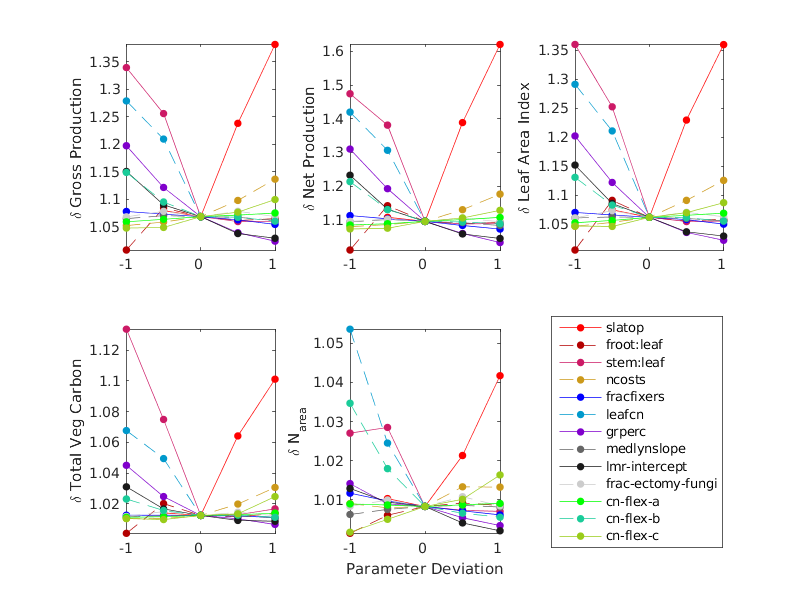 δ Gross Production
1.35
1.3
1.25
1.2
1.15
1.1
1.05
-1 0 1
δ Net Production
1.6
1.5
1.4
1.3
1.2
1.1
-1 0 1
δ Leaf Area Index
1.35
1.3
1.25
1.2
1.15
1.1
1.05
-1 0 1
δ Total Veg Carbon
1.12
1.1
1.08
1.06
1.04
1.02
-1 0 1
δ Narea
1.05
1.04
1.03
1.02
1.01
-1 0 1
Parameter Deviation
slatop
froot:leaf
stem:leaf
ncosts
fracfixers
leafcn
grperc
medlynslope
lmr-intercept
frac-ectomy-fungi
cn-flex-a
cn-flex-b
cn-flex-c